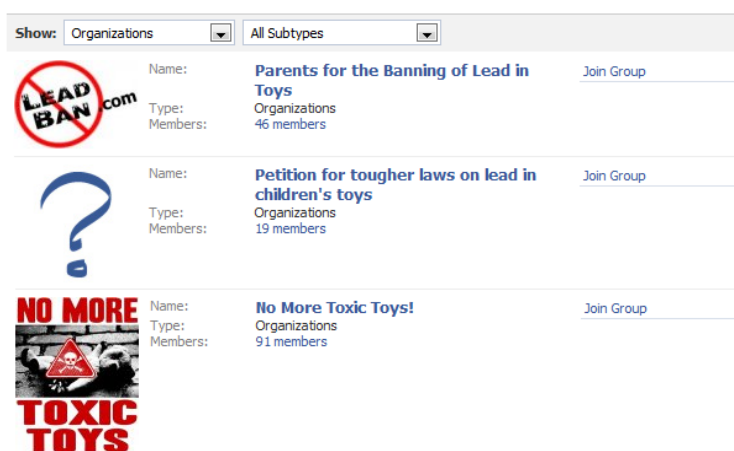 Show: Organizations All Subtypes
LEAD BAN .com
Name: Parents for the Banning of Lead in
Toys
Join Group
Type: Organizations
Members: 46 members
?
Name: Petition for tougher laws on lead in
children's toys
Join Group
Type: Organizations
Members: 19 members
NO MORE
TOXIC
TOYS
Name: No More Toxic Toys!
Join Group
Type: Organizations
Members: 91 members